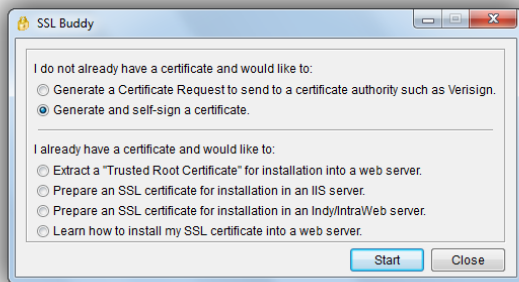 SSL Buddy
I do not already have a certificate and would like to:
Generate a Certificate Request to send to a certificate authority such as Verisign.
Generate and self-sign a certificate.
I already have a certificate and would like to:
Extract a "Trusted Root Certificate" for installation into a web server.
Prepare an SSL certificate for installation in an IIS server.
Prepare an SSL certificate for installation in an Indy/IntraWeb server.
Learn how to install my SSL certificate into a web server.
Start Close